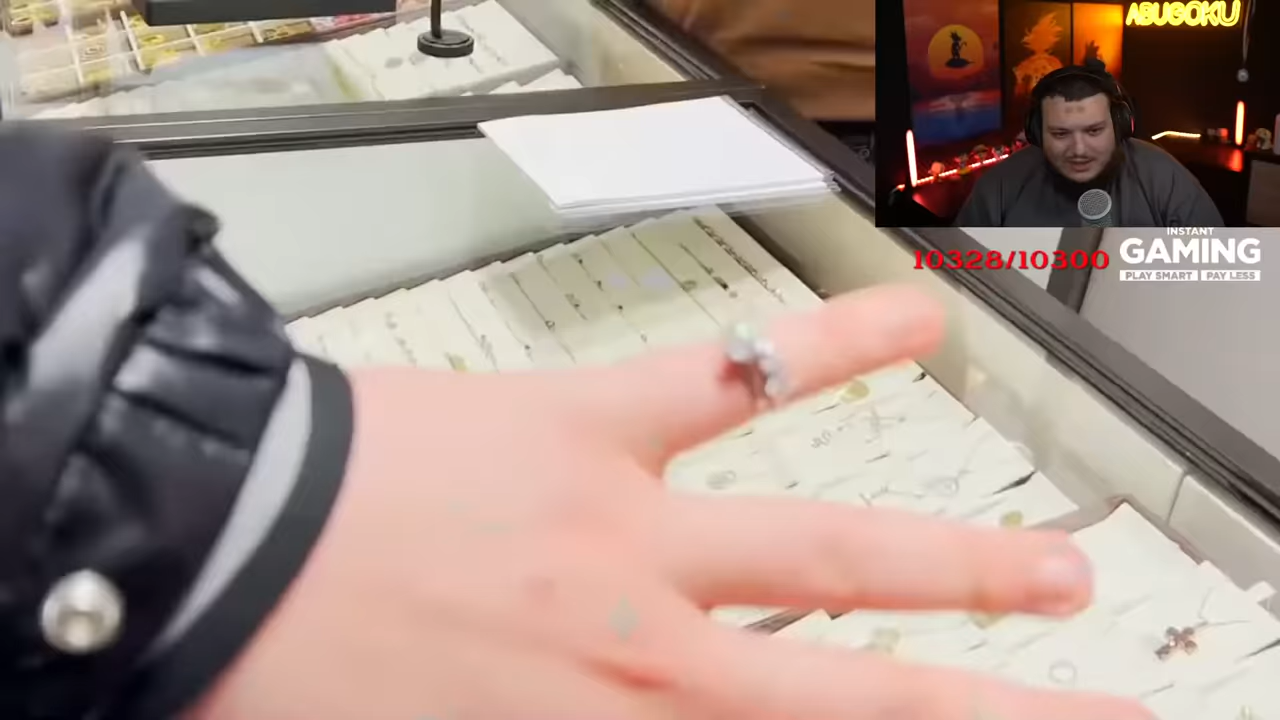 ABUGOKU
10328/10300
INSTANT
GAMING
PLAY SMART PAY LESS